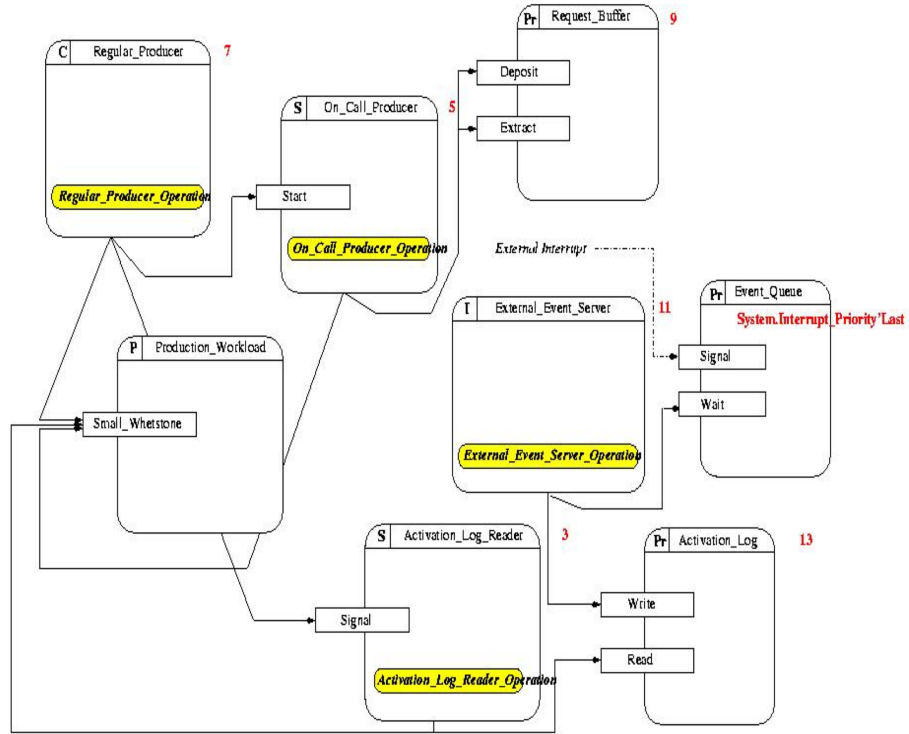 Pr Request_Buffer 9
C Regular_Producer 7
Deposit
S On_Call_Producer 5
Extract
Regular_Producer_Operation
Start
On_Call_Producer_Operation
External Interrupt
Pr Event_Queue
I External_Event_Server 11
System.Interrupt_Priority'Last
P Production_Workload
Signal
Wait
Small_Whetstone
External_Event_Server_Operation
S Activation_Log_Reader 3
Pr Activation_Log 13
Write
Signal
Read
Activation_Log_Reader_Operation